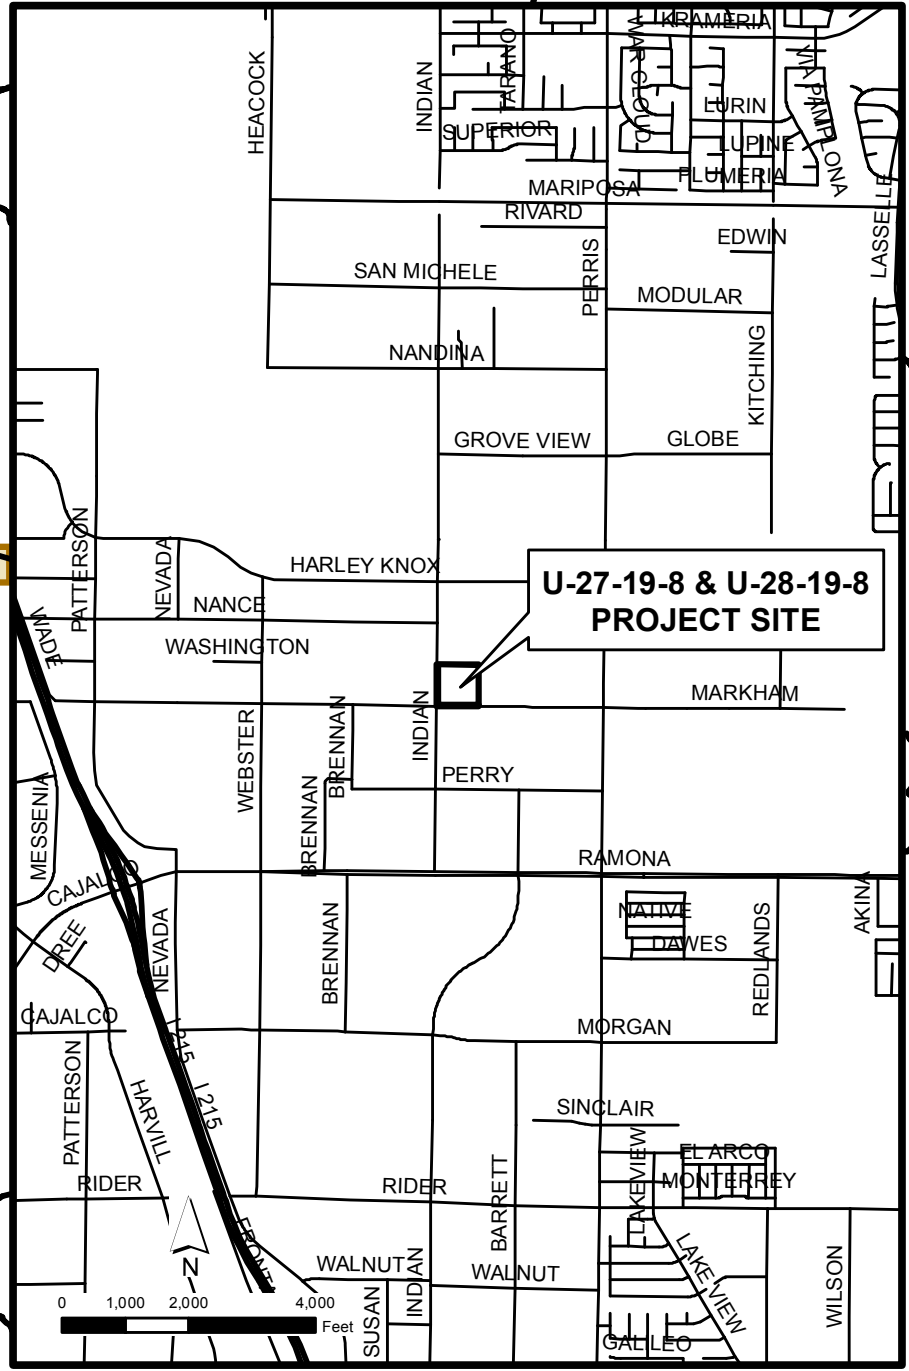 KRAMERIA
HEACOCK
INDIAN
TARANO
WAR CLOUD
VIA PAMPLONA
LURIN
SUPERIOR
LUPINE
PLUMERIA
MARIPOSA
LASSELLE
RIVARD
EDWIN
PERRIS
SAN MICHELE
MODULAR
NANDINA
KITCHING
GROVE VIEW
GLOBE
PATTERSON
NEVADA
HARLEY KNOX
U-27-19-8 & U-28-19-8
PROJECT SITE
NANCE
WADE
WASHINGTON
MARKHAM
INDIAN
BRENNAN
WEBSTER
PERRY
MESSENIA
BRENNAN
RAMONA
CAJALCO
AKINA
NATIVE
DREE
NEVADA
BRENNAN
DAWES
REDLANDS
CAJALCO
MORGAN
I 215
I 215
PATTERSON
HARVILL
SINCLAIR
LAKEVIEW
EL ARCO
MONTERREY
RIDER
RIDER
BARRETT
FRONT
LAKE VIEW
WALNUT
INDIAN
WALNUT
WILSON
N
SUSAN
GALILEO
0 1,000 2,000 4,000
Feet